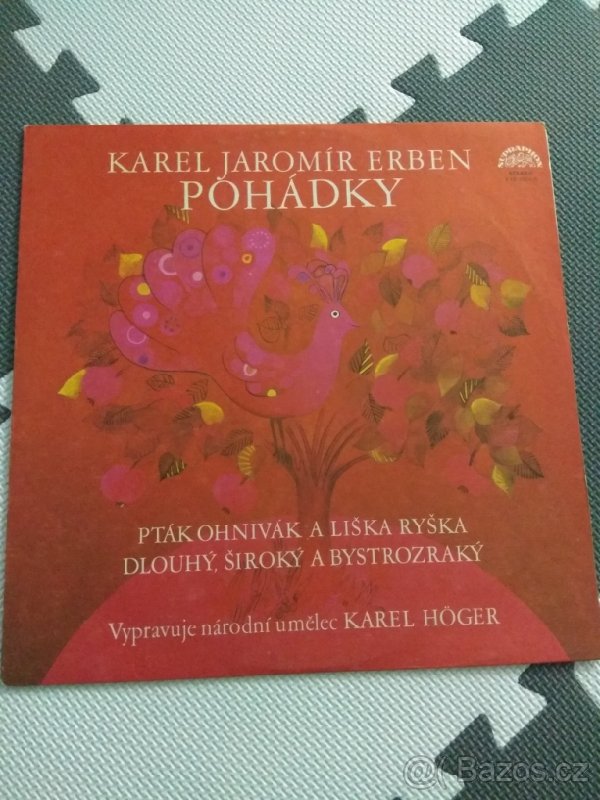 KAREL JAROMÍR ERBEN
POHÁDKY
SUPRAPHON
PTÁK OHNIVÁK A LIŠKA RYŠKA
DLOUHÝ, ŠIROKÝ A BYSTROZRAKÝ
Vypravuje národní umělec KAREL HÖGER
Bazos.cz